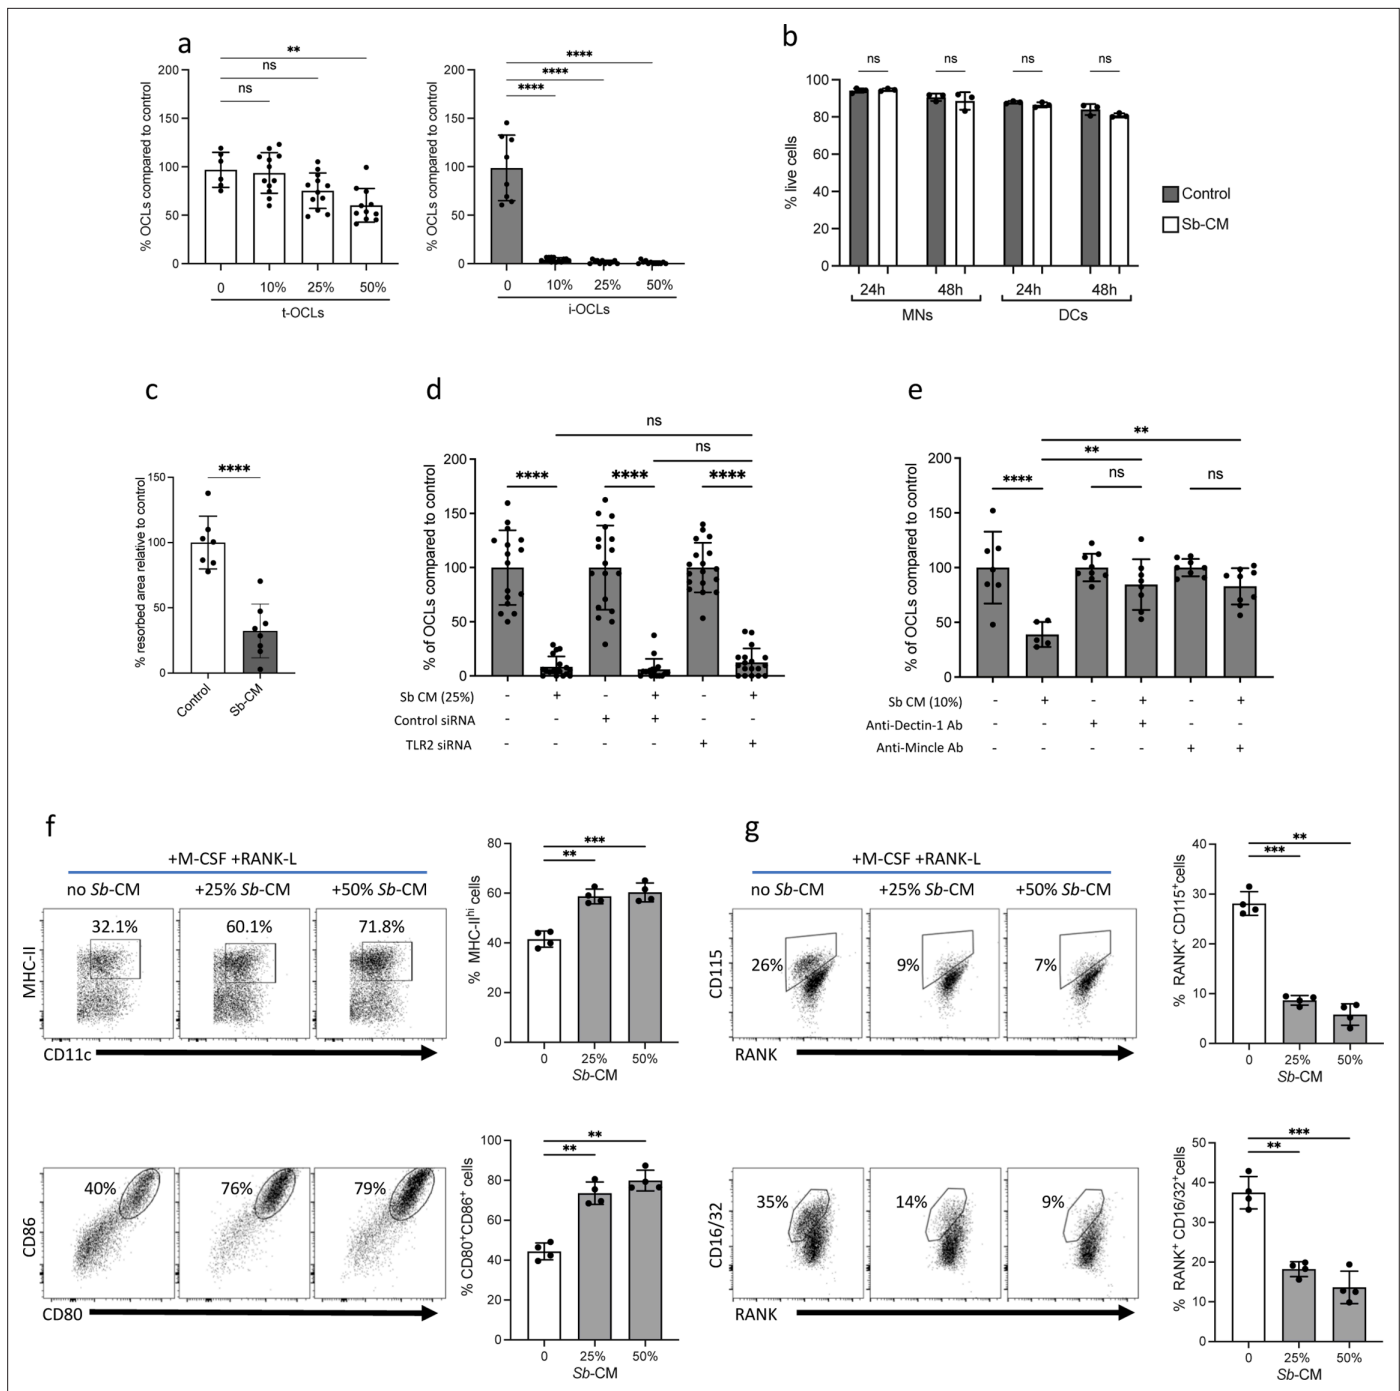 a
% OCLs compared to control
200
150
100
50
0
**
ns
ns
0 10% 25% 50%
t-OCLs
% OCLs compared to control
200
150
100
50
0
****
****
****
0 10% 25% 50%
i-OCLs
b
% live cells
100
80
60
40
20
0
ns ns ns ns
24h 48h 24h 48h
MNs DCs
Control
Sb-CM
c
% resorbed area relative to control
150
100
50
0
****
Control Sb-CM
d
% of OCLs compared to control
200
150
100
50
0
ns
ns
**** **** ****
Sb CM (25%) - + - + - +
Control siRNA - - + + - -
TLR2 siRNA - - - - + +
e
% of OCLs compared to control
200
150
100
50
0
**
**
**** ns ns
Sb CM (10%) - + - + - +
Anti-Dectin-1 Ab - - + + - -
Anti-Mincle Ab - - - - + +
f
+M-CSF +RANK-L
no Sb-CM +25% Sb-CM +50% Sb-CM
32.1% 60.1% 71.8%
MHC-II
CD11c
% MHC-IIhi cells
80
60
40
20
0
***
**
0 25% 50%
Sb-CM
40% 76% 79%
CD86
CD80
% CD80+CD86+ cells
100
80
60
40
20
0
**
**
0 25% 50%
Sb-CM
g
+M-CSF +RANK-L
no Sb-CM +25% Sb-CM +50% Sb-CM
26% 9% 7%
CD115
RANK
% RANK+ CD115+cells
40
30
20
10
0
**
***
0 25% 50%
Sb-CM
35% 14% 9%
CD16/32
RANK
% RANK+ CD16/32+cells
50
40
30
20
10
0
***
**
0 25% 50%
Sb-CM